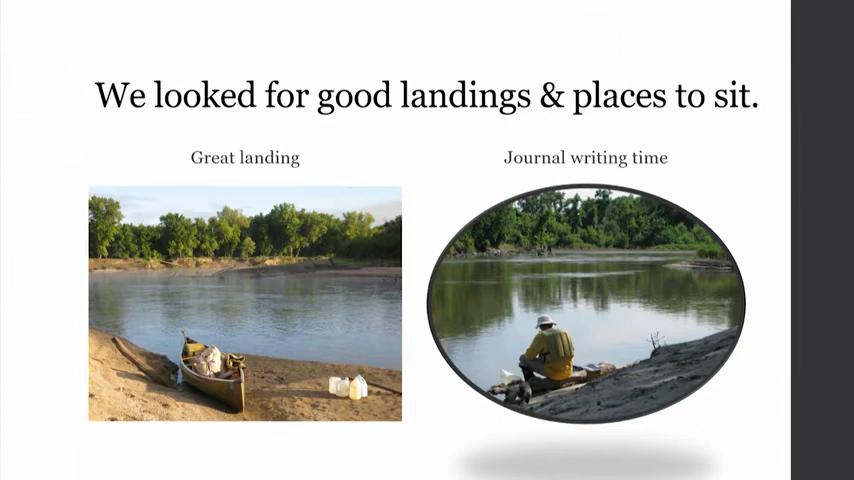 We looked for good landings & places to sit.
Great landing
Journal writing time